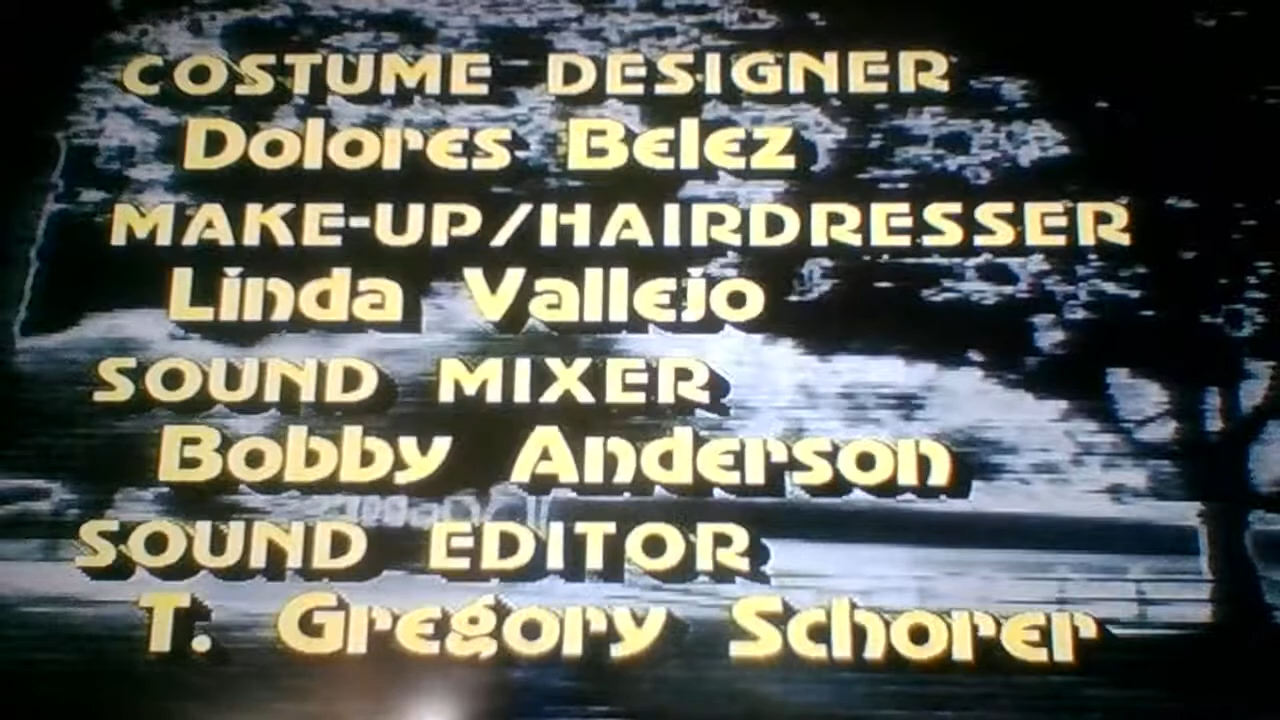 COSTUME DESIGNER
Dolores Belez
MAKE-UP/HAIRDRESSER
Linda Vallejo
SOUND MIXER
Bobby Anderson
SOUND EDITOR
T. Gregory Schorer